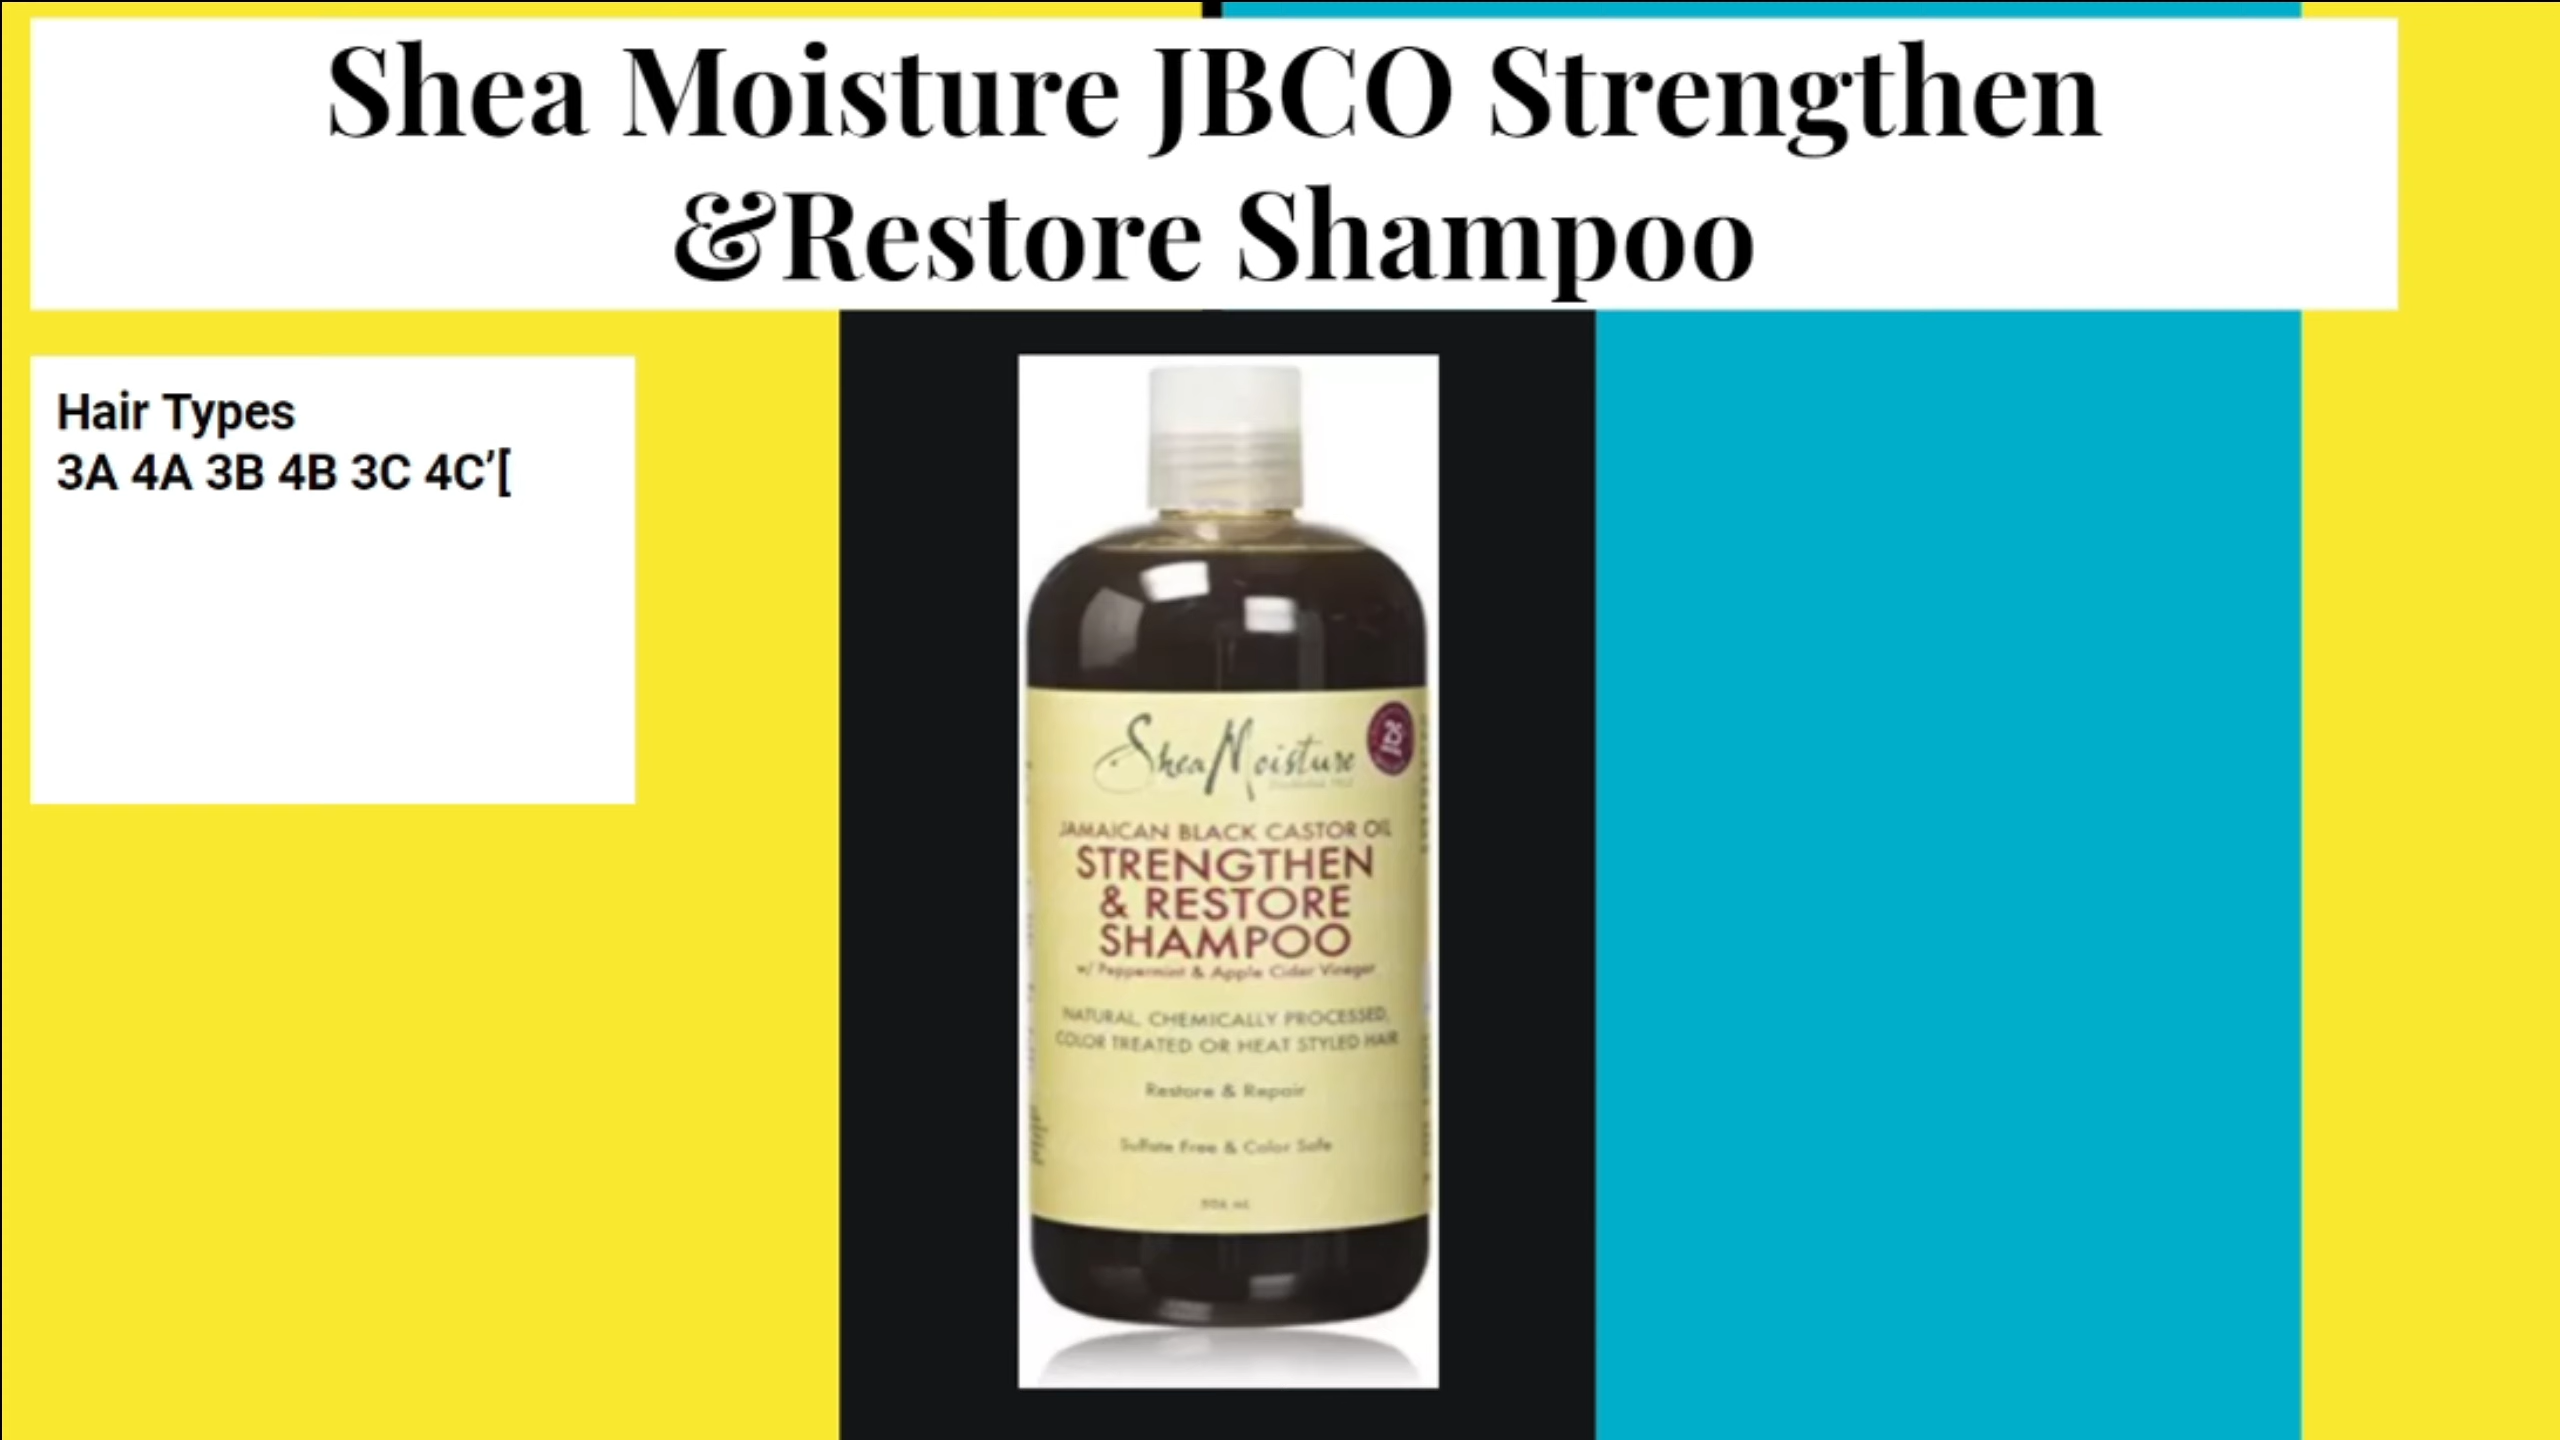 Shea Moisture JBCO Strengthen
&Restore Shampoo
Hair Types
3A 4A 3B 4B 3C 4C’[
SheaMoisture
JAMAICAN BLACK CASTOR OIL
STRENGTHEN
& RESTORE
SHAMPOO
w/ Peppermint & Apple Cider Vinegar
NATURAL, CHEMICALLY PROCESSED,
COLOR TREATED OR HEAT STYLED HAIR
Restore & Repair
Sulfate Free & Color Safe